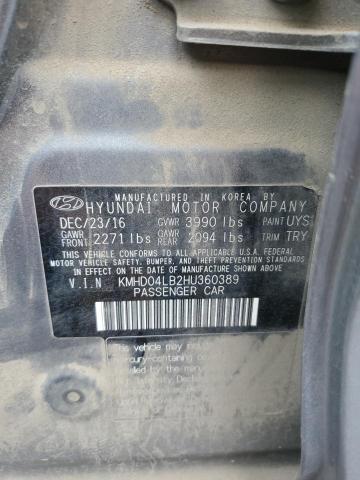 MANUFACTURED IN KOREA BY
HYUNDAI MOTOR COMPANY
DEC/23/16 GVWR 3990 lbs PAINT UYS
GAWR FRONT 2271 lbs GAWR REAR 2094 lbs TRIM TRY
THIS VEHICLE CONFORMS TO ALL APPLICABLE U.S. FEDERAL
MOTOR VEHICLE SAFETY, BUMPER, AND THEFT PREVENTION
STANDARDS IN EFFECT ON THE DATE OF MANUFACTURE SHOWN ABOVE.
V.I.N KMHD04LB2HU360389
PASSENGER CAR
This vehicle may